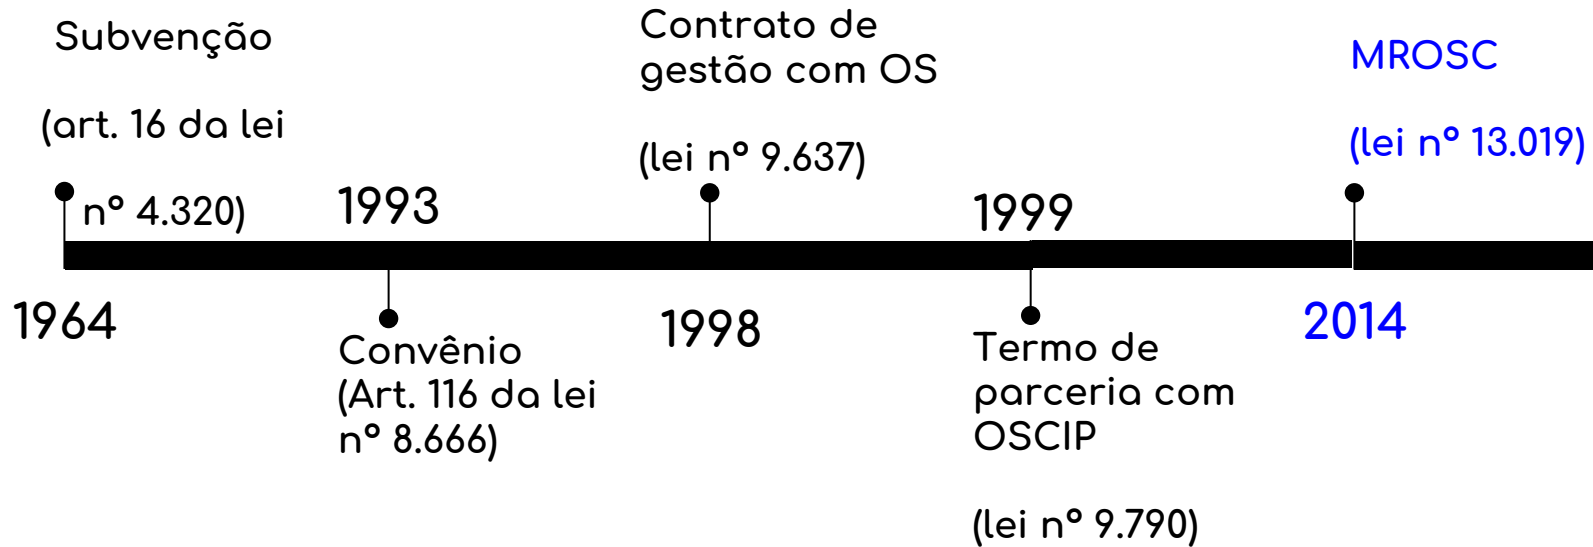 Subvenção
(art. 16 da lei
nº 4.320)
1964
1993
Convênio
(Art. 116 da lei
nº 8.666)
Contrato de
gestão com OS
(lei nº 9.637)
1998
1999
Termo de
parceria com
OSCIP
(lei nº 9.790)
MROSC
(lei nº 13.019)
2014